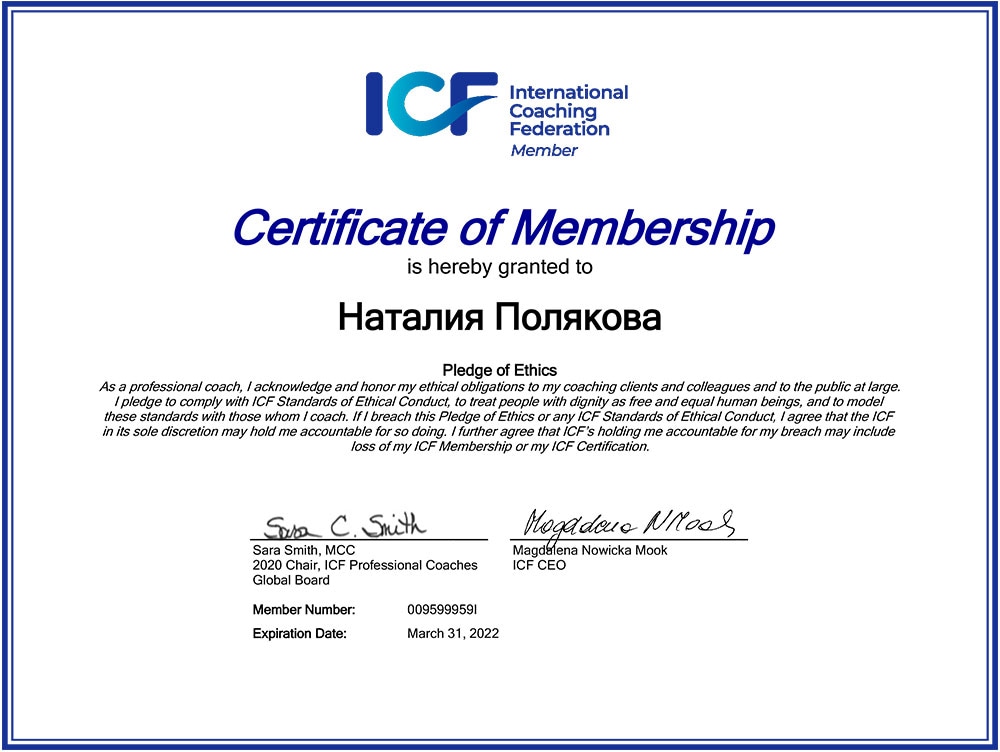 ICF International
Coaching
Federation
Member
Certificate of Membership
is hereby granted to
Наталия Полякова
Pledge of Ethics
As a professional coach, I acknowledge and honor my ethical obligations to my coaching clients and colleagues and to the public at large.
I pledge to comply with ICF Standards of Ethical Conduct, to treat people with dignity as free and equal human beings, and to model
these standards with those whom I coach. If I breach this Pledge of Ethics or any ICF Standards of Ethical Conduct, I agree that the ICF
in its sole discretion may hold me accountable for so doing. I further agree that ICF's holding me accountable for my breach may include
loss of my ICF Membership or my ICF Certification.
Sara C. Smith
Magdalena NMook
Sara Smith, MCC
2020 Chair, ICF Professional Coaches
Global Board
Magdalena Nowicka Mook
ICF CEO
Member Number: 009599959I
Expiration Date: March 31, 2022